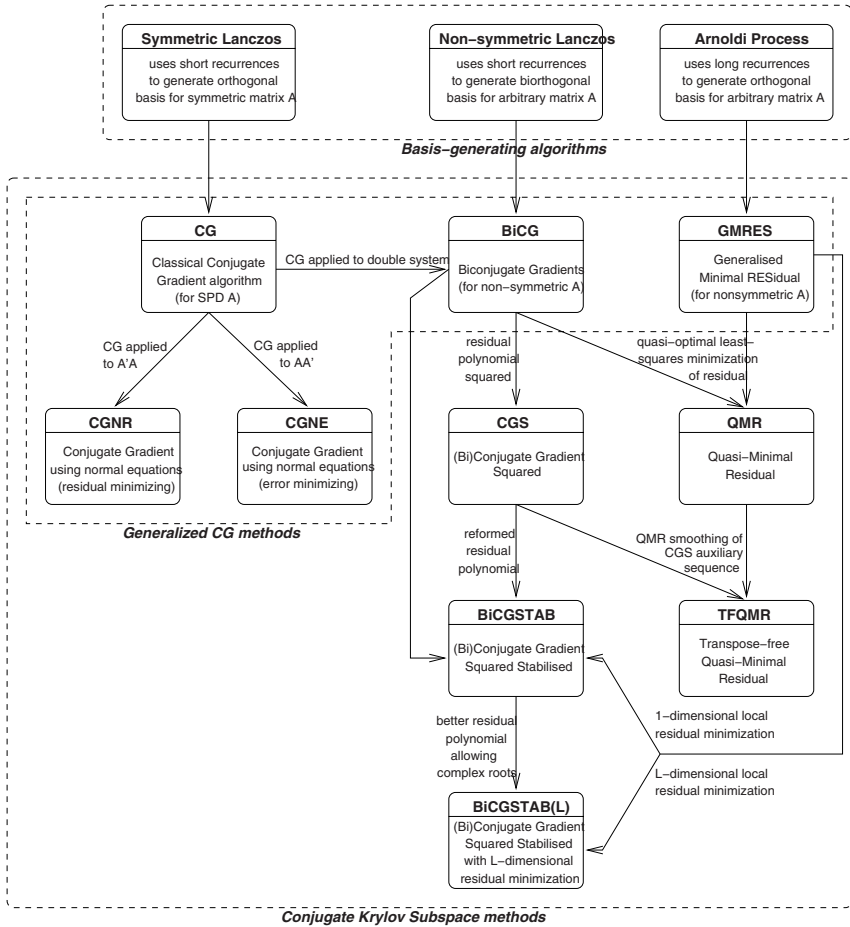 Symmetric Lanczos
uses short recurrences
to generate orthogonal
basis for symmetric matrix A
Non-symmetric Lanczos
uses short recurrences
to generate biorthogonal
basis for arbitrary matrix A
Arnoldi Process
uses long recurrences
to generate orthogonal
basis for arbitrary matrix A
Basis-generating algorithms
CG
Classical Conjugate
Gradient algorithm
(for SPD A)
CG applied to double system
BiCG
Biconjugate Gradients
(for non-symmetric A)
GMRES
Generalised
Minimal RESidual
(for nonsymmetric A)
CG applied
to A'A
CG applied
to AA'
residual
polynomial
squared
quasi-optimal least-
squares minimization
of residual
CGNR
Conjugate Gradient
using normal equations
(residual minimizing)
CGNE
Conjugate Gradient
using normal equations
(error minimizing)
CGS
(Bi)Conjugate Gradient
Squared
QMR
Quasi-Minimal
Residual
Generalized CG methods
reformed
residual
polynomial
QMR smoothing of
CGS auxiliary
sequence
BiCGSTAB
(Bi)Conjugate Gradient
Squared Stabilised
TFQMR
Transpose-free
Quasi-Minimal
Residual
better residual
polynomial
allowing
complex roots
1-dimensional local
residual minimization
L-dimensional local
residual minimization
BiCGSTAB(L)
(Bi)Conjugate Gradient
Squared Stabilised
with L-dimensional
residual minimization
Conjugate Krylov Subspace methods